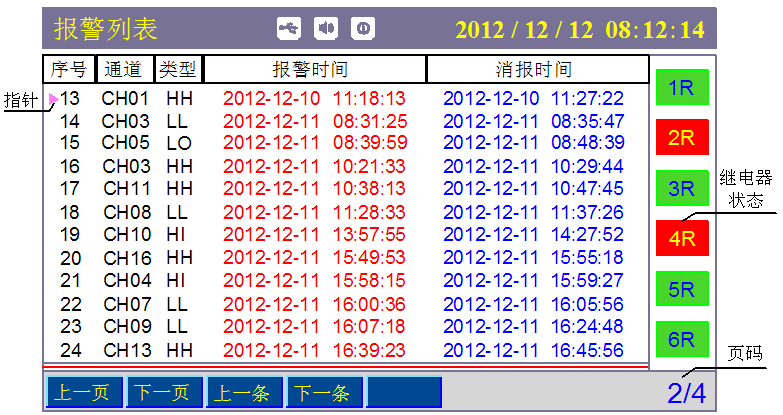 报警列表 2012 / 12 / 12 08:12:14
序号 通道 类型 报警时间 消报时间
13 CH01 HH 2012-12-10 11:18:13 2012-12-10 11:27:22
14 CH03 LL 2012-12-11 08:31:25 2012-12-11 08:35:47
15 CH05 LO 2012-12-11 08:39:59 2012-12-11 08:48:39
16 CH03 HH 2012-12-11 10:21:33 2012-12-11 10:29:44
17 CH11 HH 2012-12-11 10:38:13 2012-12-11 10:47:45
18 CH08 LL 2012-12-11 11:28:33 2012-12-11 11:37:26
19 CH10 HI 2012-12-11 13:57:55 2012-12-11 14:27:52
20 CH16 HH 2012-12-11 15:49:53 2012-12-11 15:55:18
21 CH04 HI 2012-12-11 15:58:15 2012-12-11 15:59:27
22 CH07 LL 2012-12-11 16:00:36 2012-12-11 16:05:56
23 CH09 LL 2012-12-11 16:07:18 2012-12-11 16:24:48
24 CH13 HH 2012-12-11 16:39:23 2012-12-11 16:45:56
指针
1R
2R
3R
4R
5R
6R
继电器
状态
页码
上一页 下一页 上一条 下一条 2/4